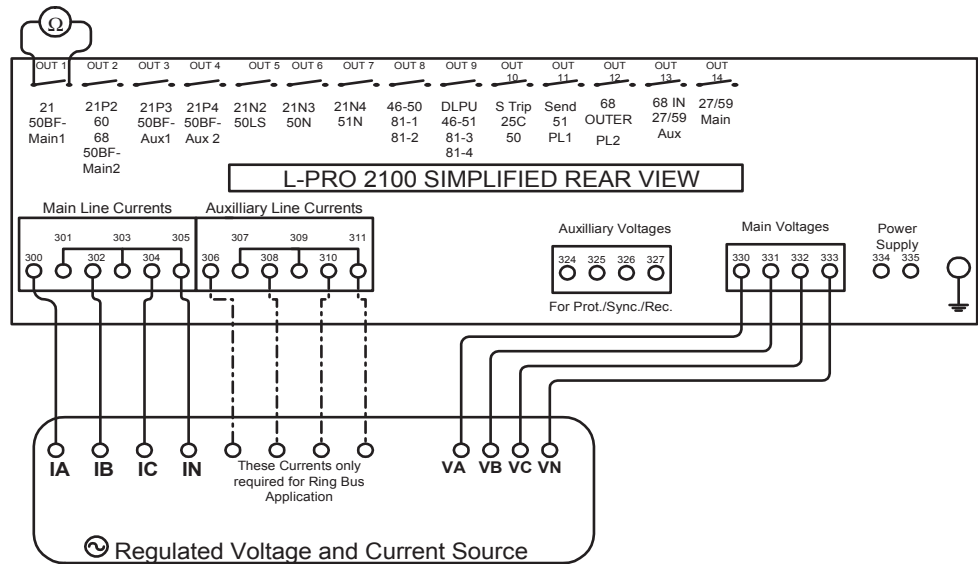 Ω
OUT 1 OUT 2 OUT 3 OUT 4 OUT 5 OUT 6 OUT 7 OUT 8 OUT 9 OUT 10 OUT 11 OUT 12 OUT 13 OUT 14
21
50BF-
Main1
21P2
60
68
50BF-
Main2
21P3
50BF-
Aux1
21P4
50BF-
Aux 2
21N2
50LS
21N3
50N
21N4
51N
46-50
81-1
81-2
DLPU
46-51
81-3
81-4
S Trip
25C
50
Send
51
PL1
68
OUTER
PL2
68 IN
27/59
Aux
27/59
Main
L-PRO 2100 SIMPLIFIED REAR VIEW
Main Line Currents
300 301 302 303 304 305
Auxilliary Line Currents
306 307 308 309 310 311
Auxilliary Voltages
324 325 326 327
For Prot./Sync./Rec.
Main Voltages
330 331 332 333
Power
Supply
334 335
IA IB IC IN
These Currents only
required for Ring Bus
Application
VA VB VC VN
Regulated Voltage and Current Source